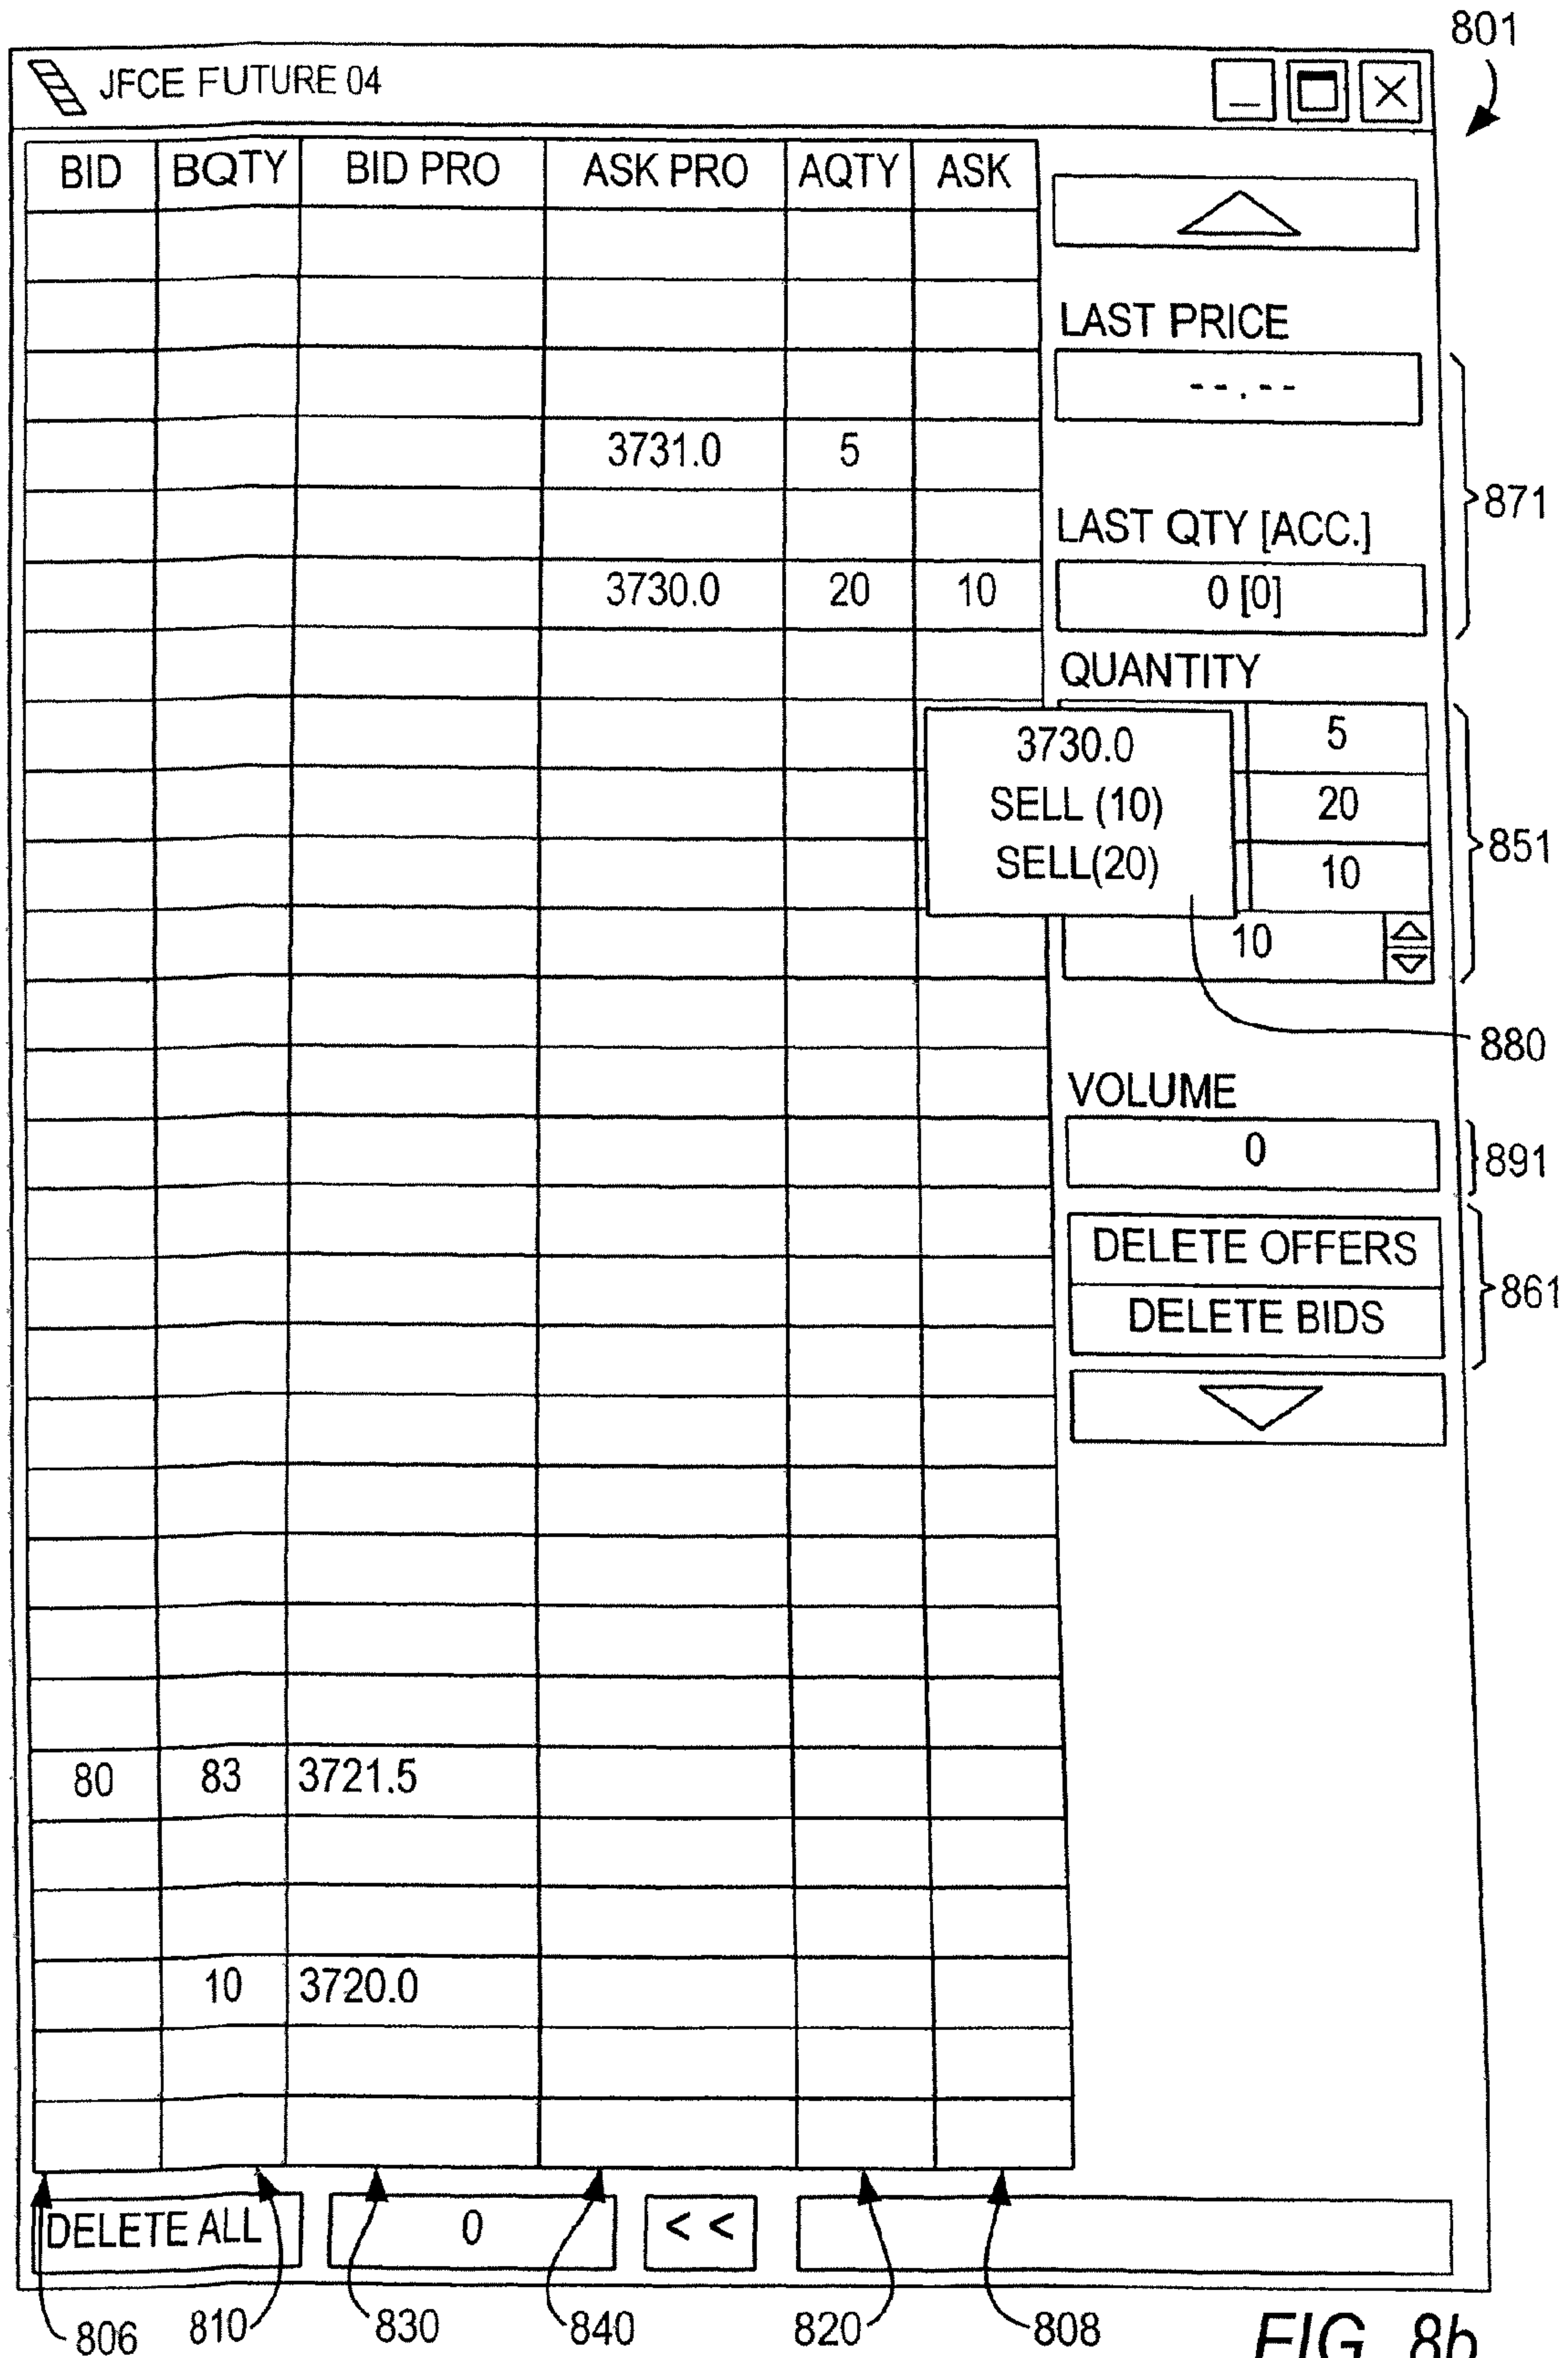 801
JFCE FUTURE 04
BID BQTY BID PRO ASK PRO AQTY ASK
LAST PRICE
--.--
3731.0 5
871
LAST QTY [ACC.]
3730.0 20 10 0 [0]
QUANTITY
3730.0 5
SELL (10) 20
851
SELL(20) 10
10
880
VOLUME
0
891
DELETE OFFERS
861
DELETE BIDS
80 83 3721.5
10 3720.0
DELETE ALL 0 < <
806 810 830 840 820 808
FIG. 8b